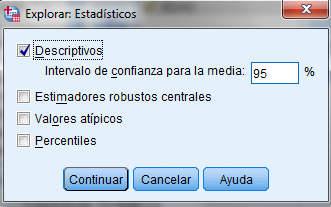 Explorar: Estadísticos
Descriptivos
Intervalo de confianza para la media: 95 %
Estimadores robustos centrales
Valores atípicos
Percentiles
Continuar Cancelar Ayuda